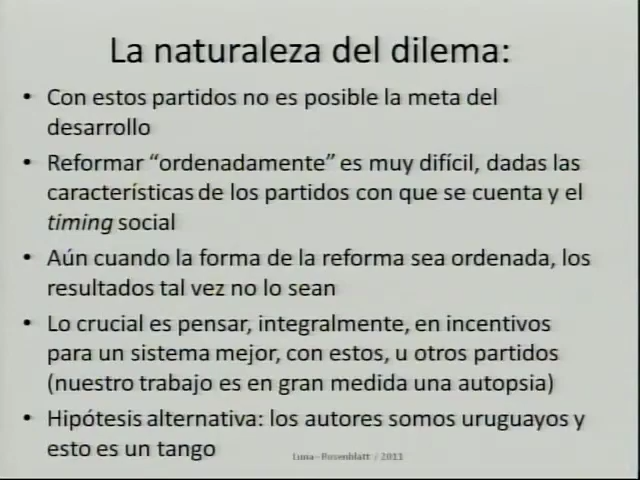 La naturaleza del dilema:
• Con estos partidos no es posible la meta del
desarrollo
• Reformar “ordenadamente” es muy difícil, dadas las
características de los partidos con que se cuenta y el
timing social
• Aún cuando la forma de la reforma sea ordenada, los
resultados tal vez no lo sean
• Lo crucial es pensar, integralmente, en incentivos
para un sistema mejor, con estos, u otros partidos
(nuestro trabajo es en gran medida una autopsia)
• Hipótesis alternativa: los autores somos uruguayos y
esto es un tango
Luna - Rosenblatt / 2011